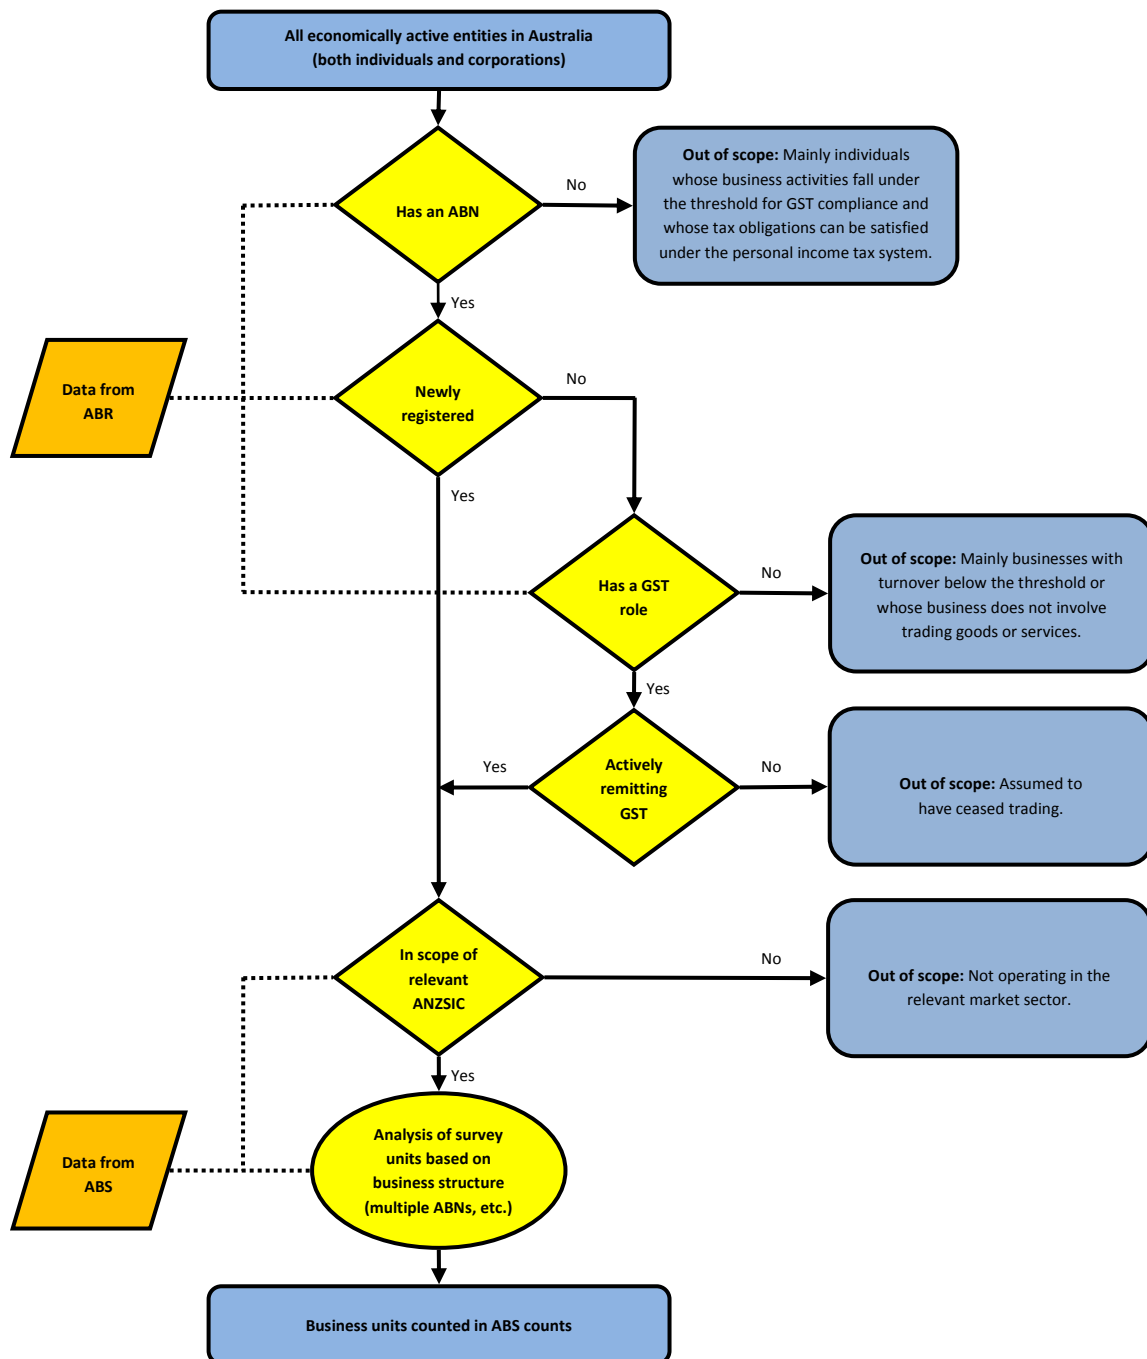 All economically active entities in Australia
(both individuals and corporations)
Has an ABN
No
Out of scope: Mainly individuals
whose business activities fall under
the threshold for GST compliance and
whose tax obligations can be satisfied
under the personal income tax system.
Yes
Data from
ABR
Newly
registered
No
Yes
Has a GST
role
No
Out of scope: Mainly businesses with
turnover below the threshold or
whose business does not involve
trading goods or services.
Yes
Yes
Actively
remitting
GST
No
Out of scope: Assumed to
have ceased trading.
In scope of
relevant
ANZSIC
No
Out of scope: Not operating in the
relevant market sector.
Yes
Data from
ABS
Analysis of survey
units based on
business structure
(multiple ABNs, etc.)
Business units counted in ABS counts